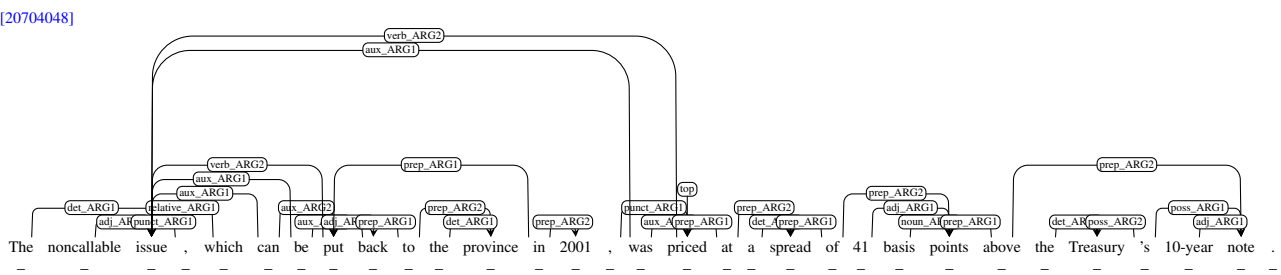 [20704048]
verb_ARG2
aux_ARG1
verb_ARG2 prep_ARG1 prep_ARG2
aux_ARG1
aux_ARG1 top prep_ARG2
det_ARG1 relative_ARG1 aux_ARG2 prep_ARG2 punct_ARG1 prep_ARG2 adj_ARG1 poss_ARG1
punct_ARG1 prep_ARG1 det_ARG1 prep_ARG2 prep_ARG1 prep_ARG1 poss_ARG2 adj_ARG1
The noncallable issue , which can be put back to the province in 2001 , was priced at a spread of 41 basis points above the Treasury 's 10-year note .